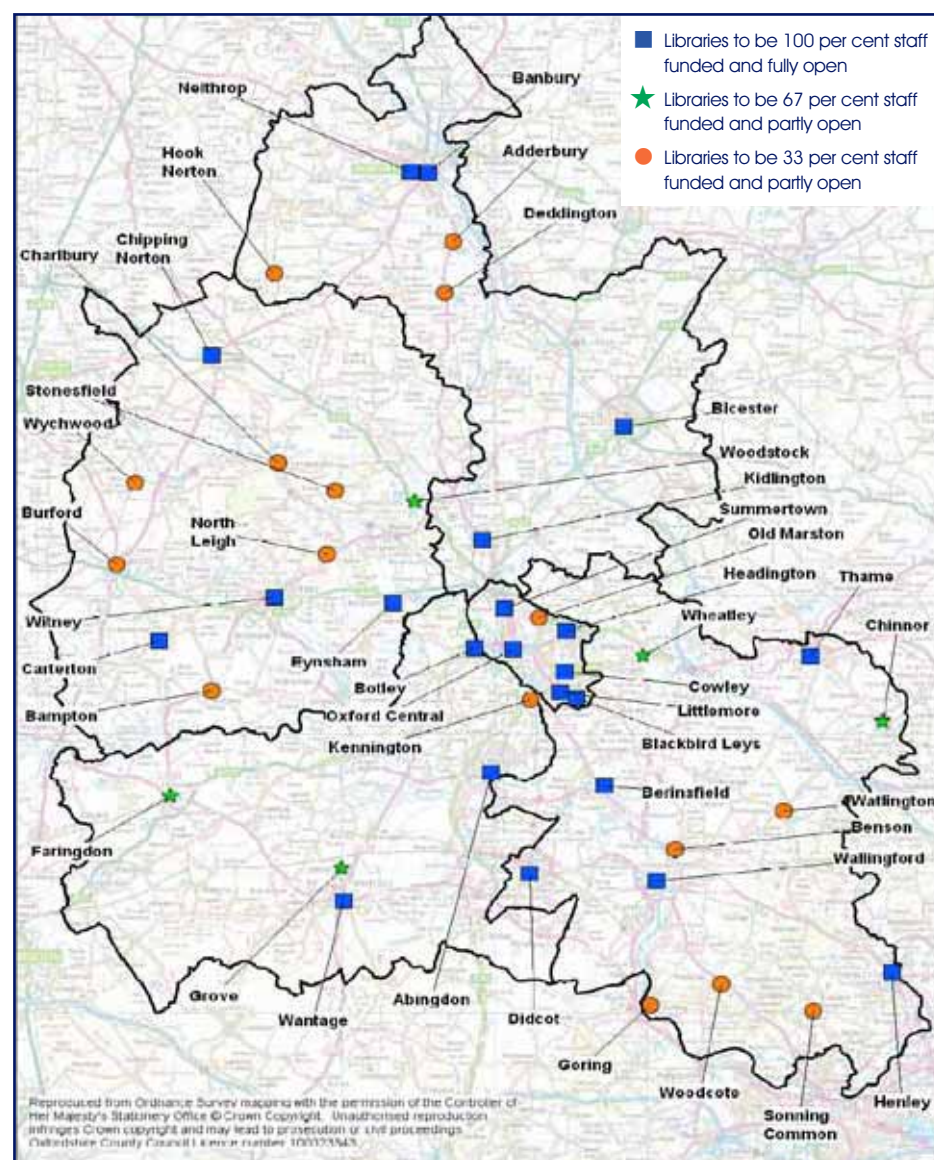 Libraries to be 100 per cent staff
funded and fully open
Libraries to be 67 per cent staff
funded and partly open
Libraries to be 33 per cent staff
funded and partly open
Banbury
Neithrop
Adderbury
Hook
Norton
Deddington
Chipping
Norton
Charlbury
Stonesfield
Wychwood
Bicester
Woodstock
Kidlington
Burford
Summertown
North
Leigh
Old Marston
Headington
Thame
Wheatley
Chinnor
Witney
Carterton
Eynsham
Botley
Cowley
Bampton
Oxford Central
Littlemore
Kennington
Blackbird Leys
Berinsfield
Watlington
Benson
Faringdon
Wallingford
Grove
Abingdon
Wantage
Didcot
Goring
Woodcote
Henley
Sonning
Common
Reproduced from Ordnance Survey mapping with the permission of the Controller of
Her Majesty's Stationery Office © Crown Copyright. Unauthorised reproduction
infringes Crown copyright and may lead to prosecution or civil proceedings
Oxfordshire County Council Licence number 100023343